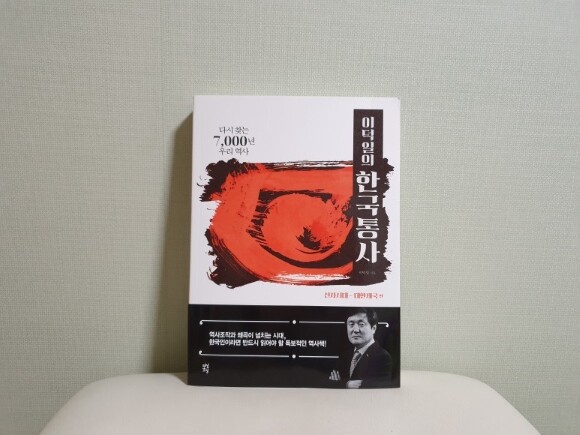 다시 찾는
7,000년
우리 역사
이덕일의
한국통사
역사조작과 왜곡이 넘치는 시대,
한국인이라면 반드시 읽어야 할 독보적인 역사책!